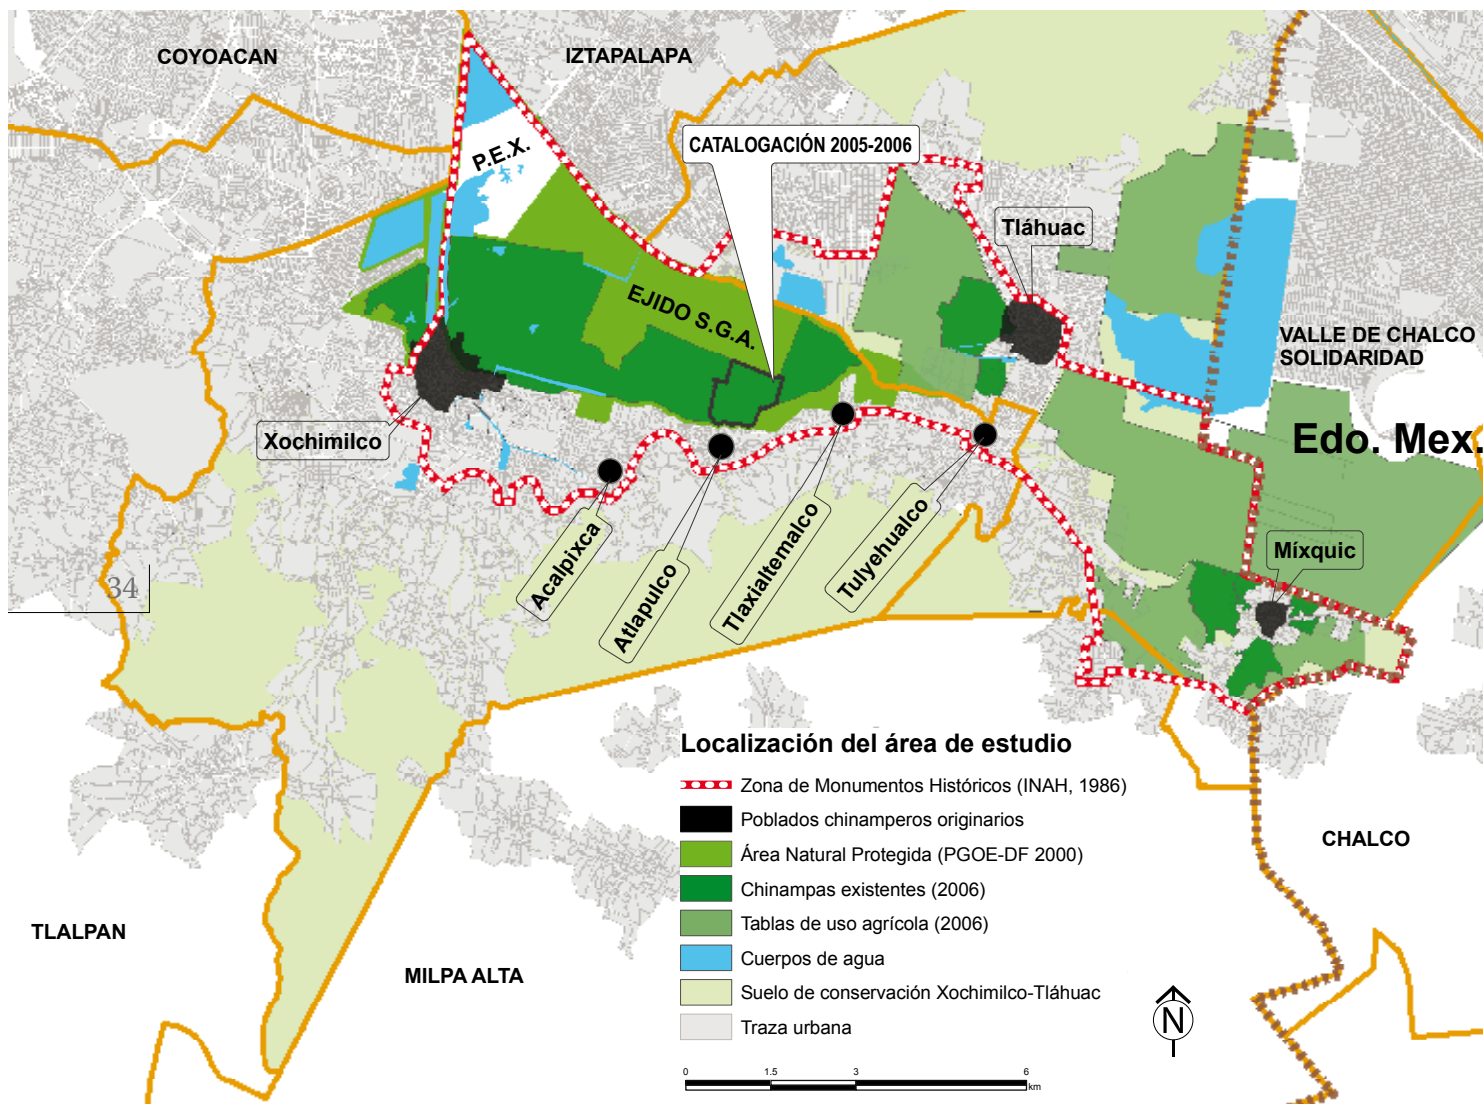 COYOACAN
IZTAPALAPA
P.E.X.
CATALOGACIÓN 2005-2006
Tláhuac
EJIDO S.G.A.
VALLE DE CHALCO
SOLIDARIDAD
Xochimilco
Edo. Mex.
Acalpixca
Atlapulco
Tlaxialtemalco
Tulyehualco
Míxquic
34
Localización del área de estudio
Zona de Monumentos Históricos (INAH, 1986)
Poblados chinamperos originarios
Área Natural Protegida (PGOE-DF 2000)
Chinampas existentes (2006)
Tablas de uso agrícola (2006)
Cuerpos de agua
Suelo de conservación Xochimilco-Tláhuac
Traza urbana
CHALCO
TLALPAN
MILPA ALTA
N
0 1.5 3 6
km